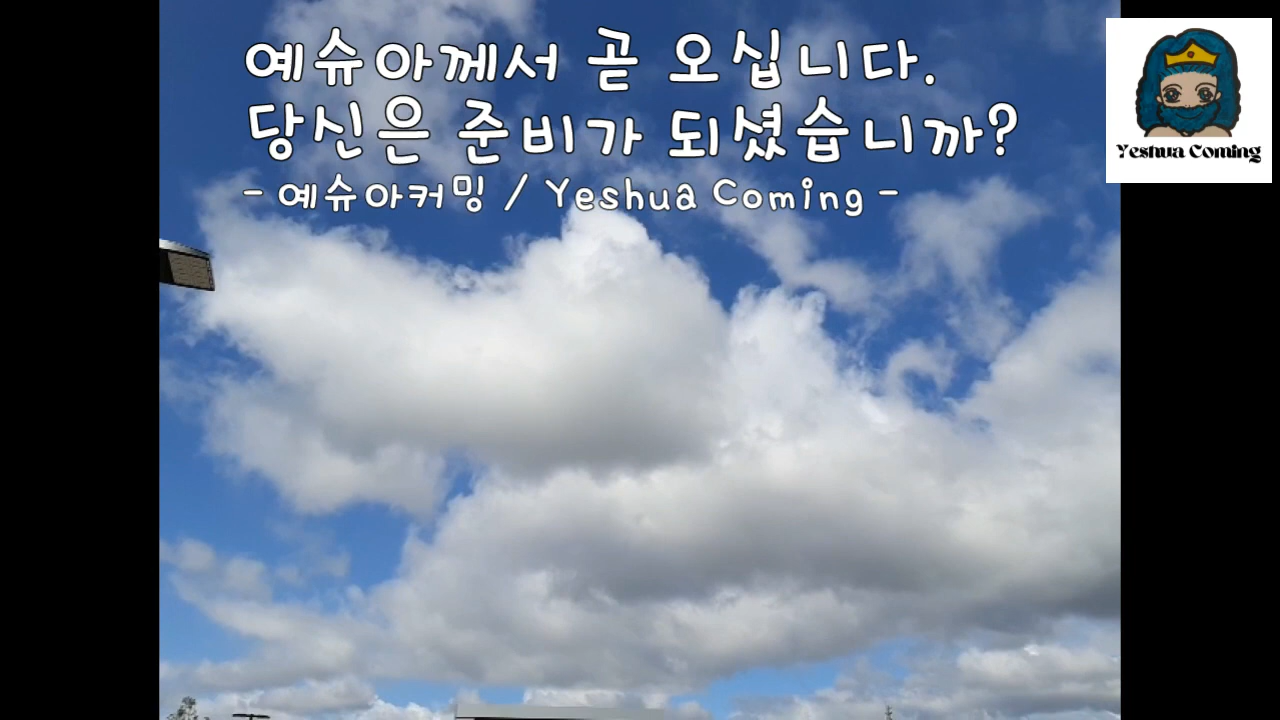 예슈아께서 곧 오십니다.
당신은 준비가 되셨습니까?
- 예슈아커밍 / Yeshua Coming -
Yeshua Coming